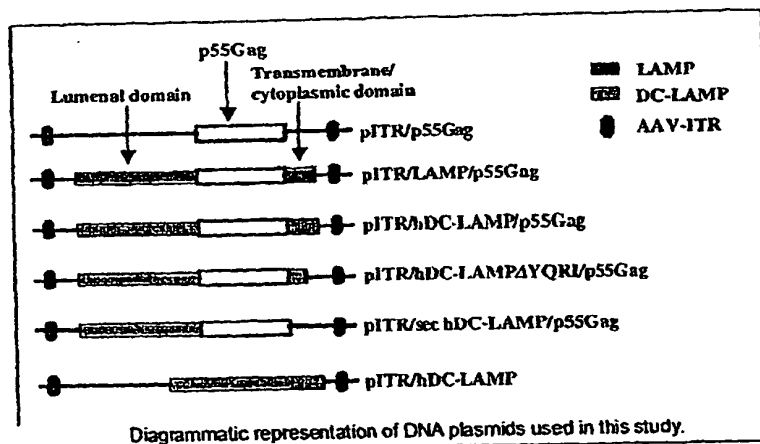 p55Gag
Transmembrane/
cytoplasmic domain
Lumenal domain
LAMP
DC-LAMP
AAV-ITR
pITR/p55Gag
pITR/LAMP/p55Gag
pITR/hDC-LAMP/p55Gag
pITR/hDC-LAMPΔYQRI/p55Gag
pITR/sec hDC-LAMP/p55Gag
pITR/hDC-LAMP
Diagrammatic representation of DNA plasmids used in this study.